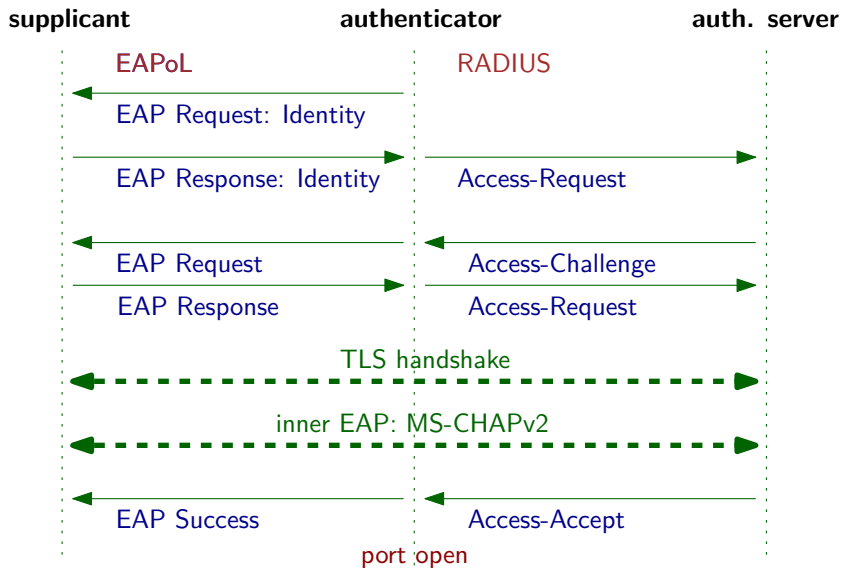 supplicant authenticator auth. server
EAPoL RADIUS
EAP Request: Identity
EAP Response: Identity Access-Request
EAP Request Access-Challenge
EAP Response Access-Request
TLS handshake
inner EAP: MS-CHAPv2
EAP Success Access-Accept
port open